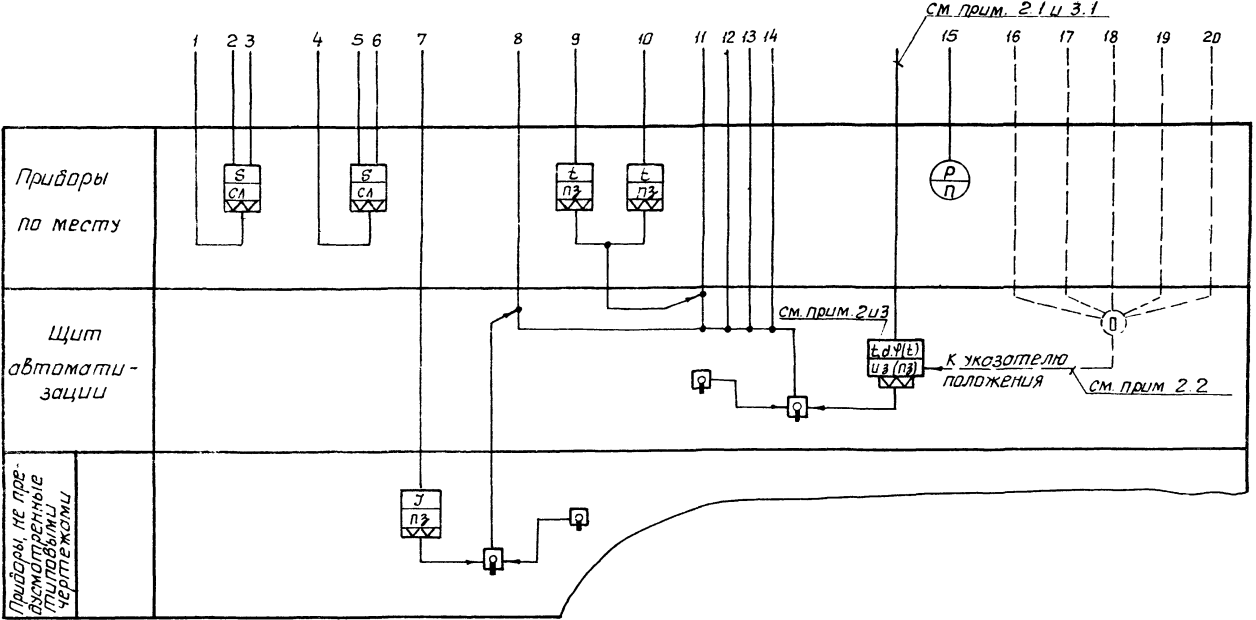 см. прим. 2.1 и 3.1
1 2 3 4 5 6 7 8 9 10 11 12 13 14 15 16 17 18 19 20
Приборы
по месту
S
СЛ
S
СЛ
t
ПЗ
t
ПЗ
Р
П
Щит
автомати-
зации
см. прим. 2 и 3
t,d,φ(t)
ИЗ (ПЗ)
П
К указателю
положения
см. прим 2.2
Приборы, не пре-
дусмотренные
типовыми
чертежами
J
ПЗ